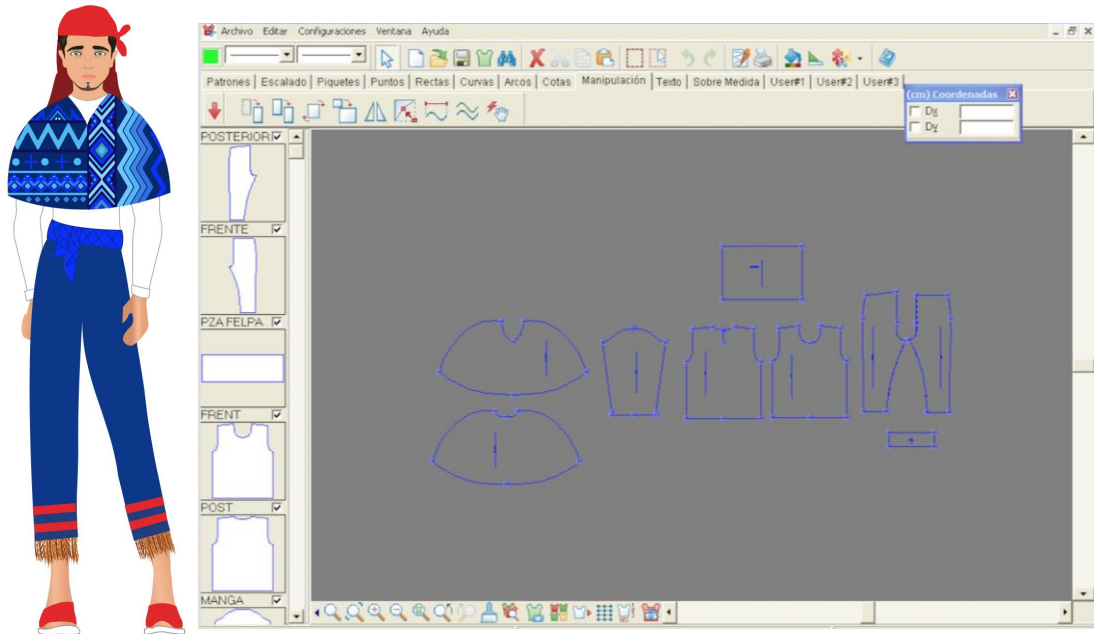 Archivo Editar Configuraciones Ventana Ayuda
Patrones Escalado Piquetes Puntos Rectas Curvas Arcos Cotas Manipulación Texto Sobre Medida User#1 User#2 User#3
(cm) Coordenadas
Dx
Dy
POSTERIOR
FRENTE
PZA FELPA
FRENT
POST
MANGA